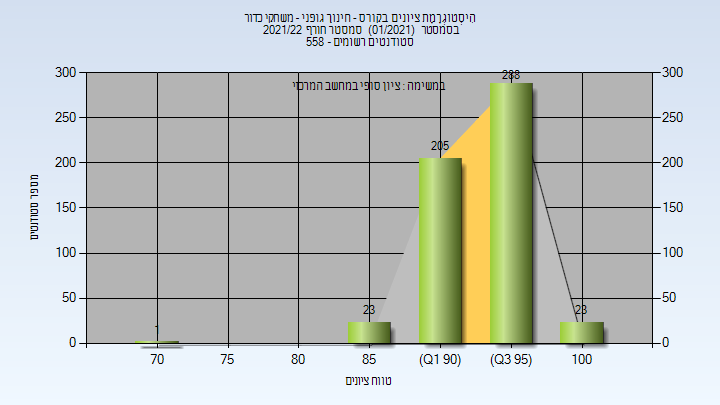 היסטוגרמת ציונים בקורס - חינוך גופני - משחקי כדור
בסמסטר (01/2021) סמסטר חורף 2021/22
סטודנטים רשומים - 558
במשימה : ציון סופי במחשב המרכזי
300 300
250 250
200 200
150 150
100 100
50 50
0 0
מספר סטודנטים
1
23
205
288
23
70 75 80 85 (Q1 90) (Q3 95) 100
טווח ציונים